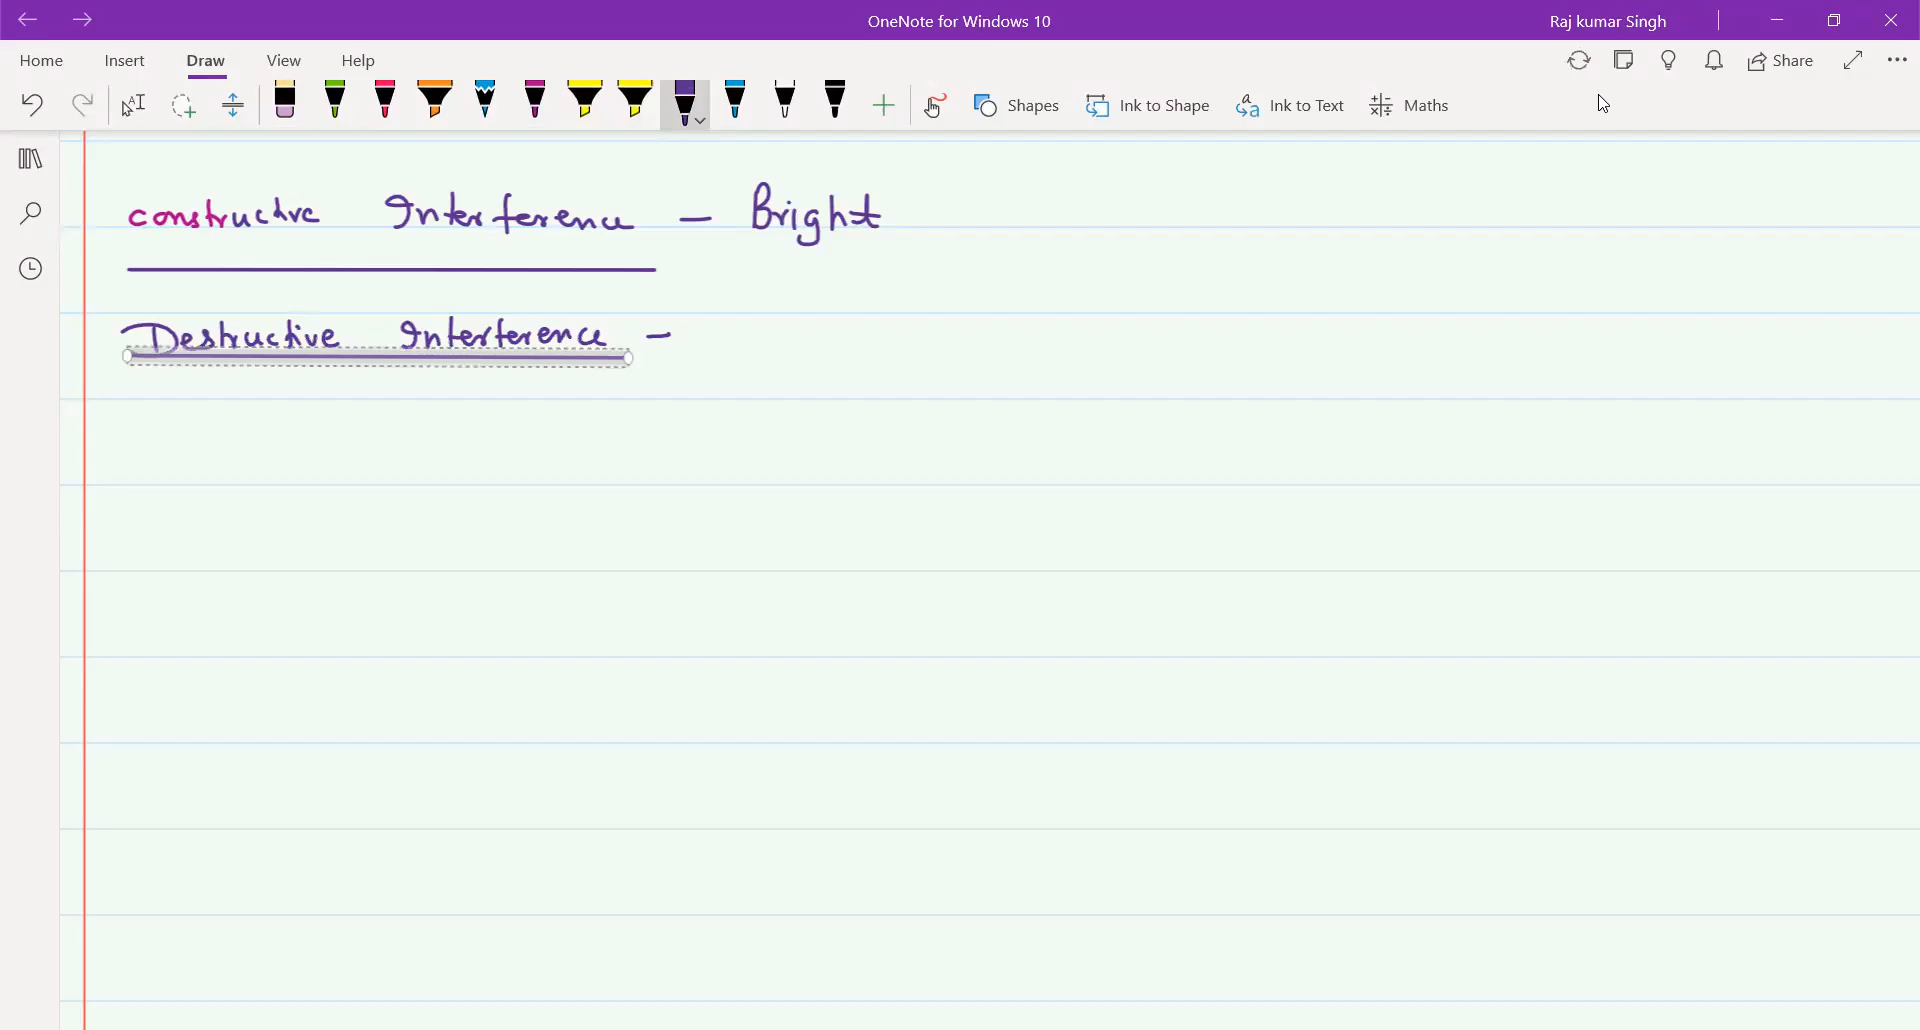 OneNote for Windows 10
Raj kumar Singh
Home Insert Draw View Help
Share
Shapes Ink to Shape Ink to Text Maths
constructive Interference – Bright
Destructive Interference –